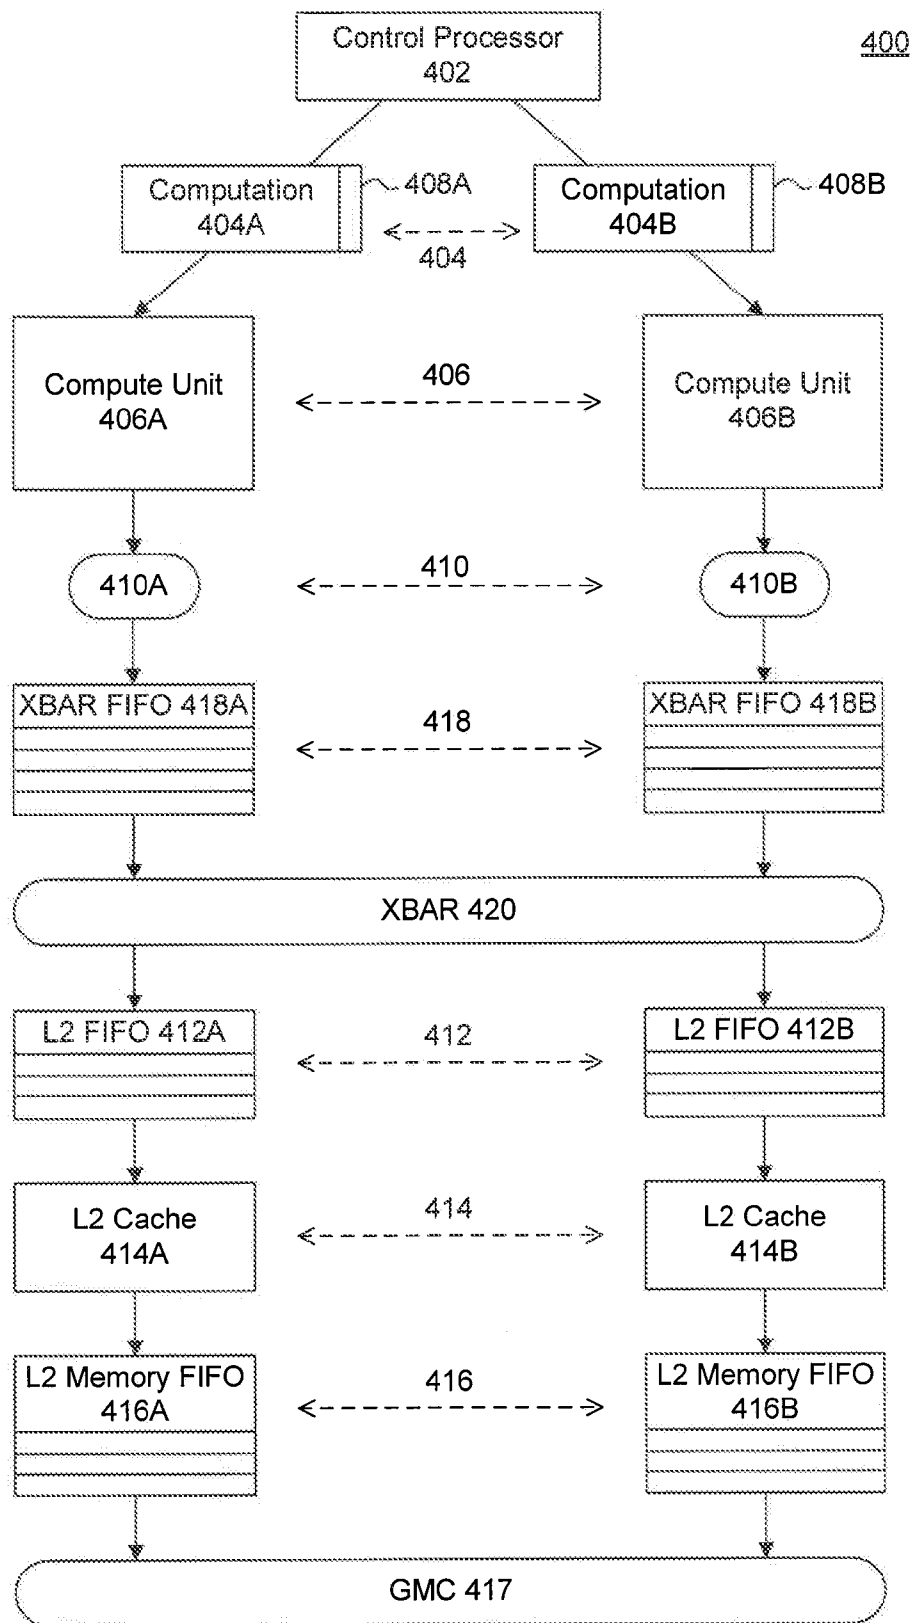 Control Processor
402
400
Computation
404A
408A
Computation
404B
408B
404
Compute Unit
406A
406
Compute Unit
406B
410A
410
410B
XBAR FIFO 418A
418
XBAR FIFO 418B
XBAR 420
L2 FIFO 412A
412
L2 FIFO 412B
L2 Cache
414A
414
L2 Cache
414B
L2 Memory FIFO
416A
416
L2 Memory FIFO
416B
GMC 417